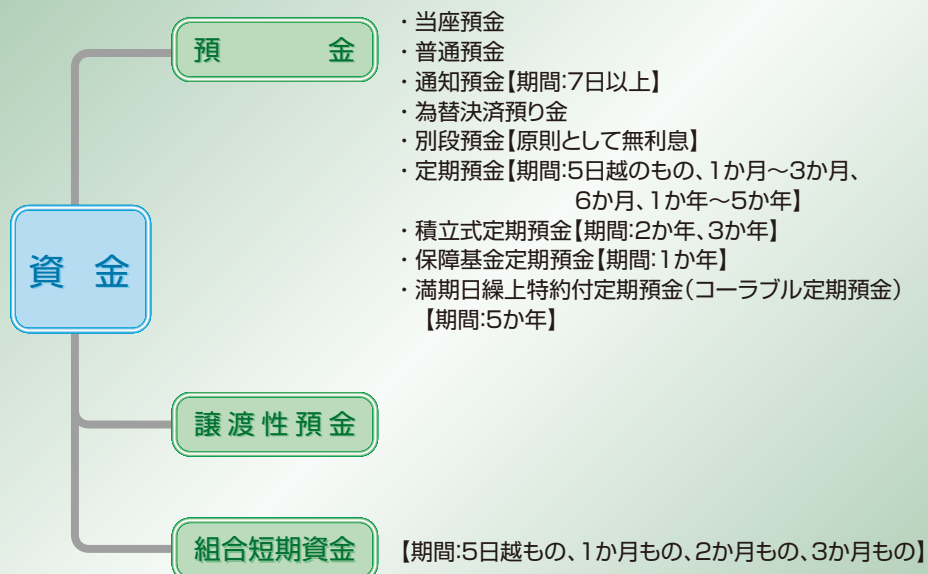 預金
・当座預金
・普通預金
・通知預金【期間:7日以上】
・為替決済預り金
・別段預金【原則として無利息】
・定期預金【期間:5日越のもの、1か月～3か月、
6か月、1か年～5か年】
・積立式定期預金【期間:2か年、3か年】
・保障基金定期預金【期間:1か年】
・満期日繰上特約付定期預金（コーラブル定期預金）
【期間:5か年】
資金
譲渡性預金
組合短期資金
【期間:5日越もの、1か月もの、2か月もの、3か月もの】